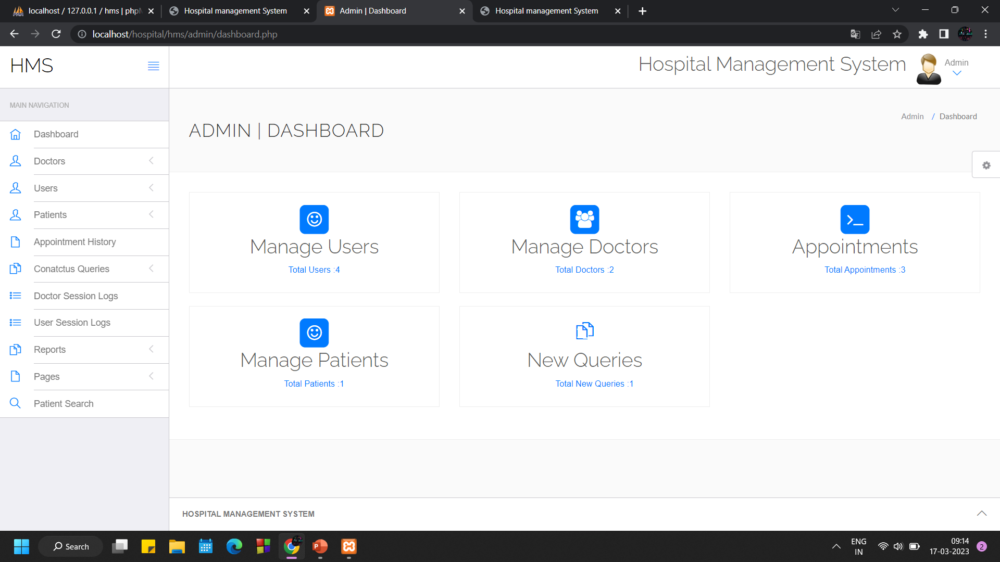 localhost / 127.0.0.1 / hms | phpM
Hospital management System
Admin | Dashboard
Hospital management System
localhost/hospital/hms/admin/dashboard.php
HMS
Hospital Management System
Admin
MAIN NAVIGATION
Dashboard
Doctors
Users
Patients
Appointment History
Conatctus Queries
Doctor Session Logs
User Session Logs
Reports
Pages
Patient Search
ADMIN | DASHBOARD
Admin / Dashboard
Manage Users
Total Users :4
Manage Doctors
Total Doctors :2
Appointments
Total Appointments :3
Manage Patients
Total Patients :1
New Queries
Total New Queries :1
HOSPITAL MANAGEMENT SYSTEM
Search
ENG
IN
09:14
17-03-2023
2